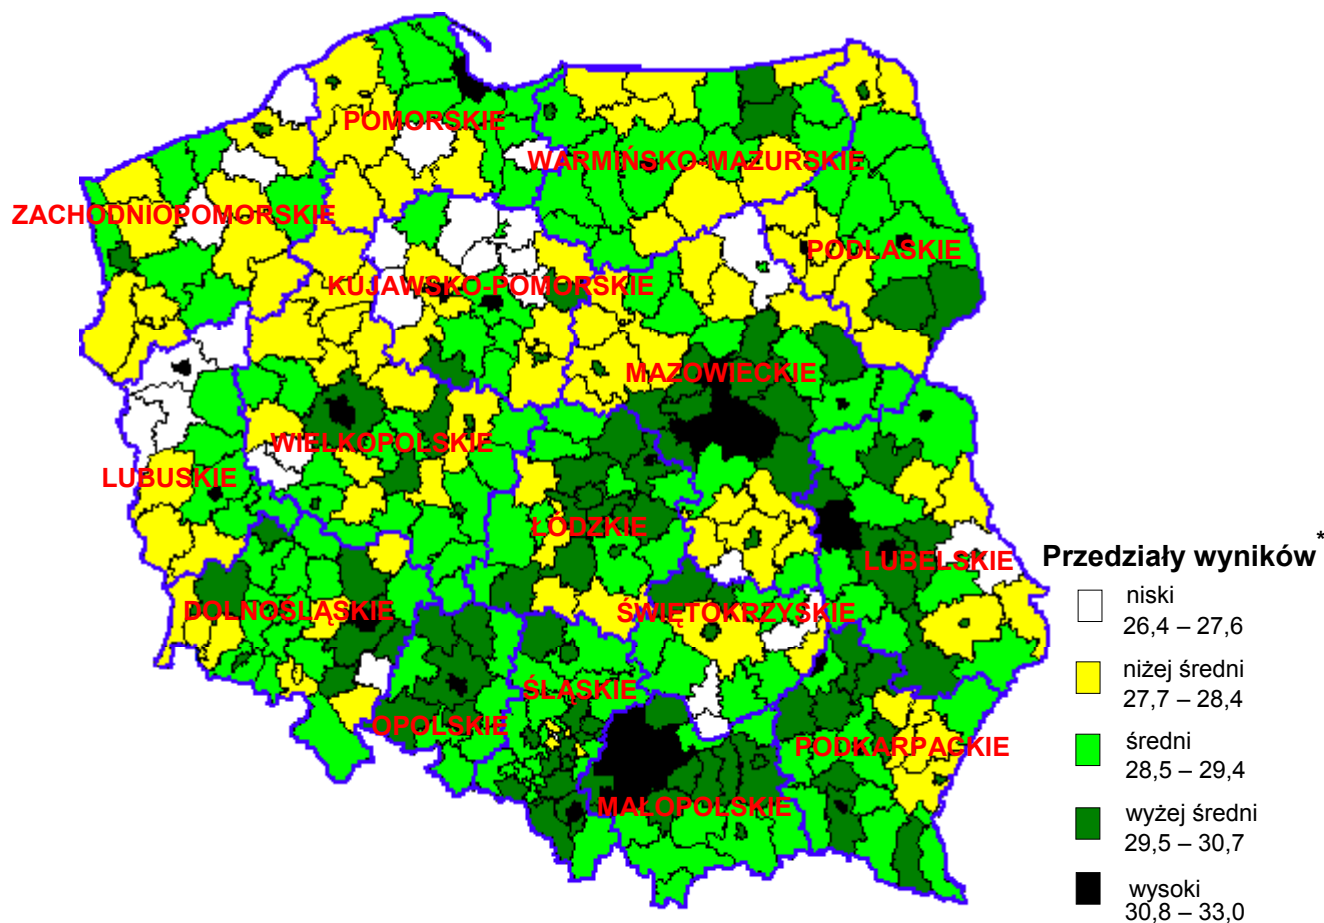 POMORSKIE
WARMIŃSKO-MAZURSKIE
ZACHODNIOPOMORSKIE
PODLASKIE
KUJAWSKO-POMORSKIE
MAZOWIECKIE
WIELKOPOLSKIE
LUBUSKIE
ŁÓDZKIE
LUBELSKIE
DOLNOŚLĄSKIE
ŚWIĘTOKRZYSKIE
ŚLĄSKIE
OPOLSKIE
PODKARPACKIE
MAŁOPOLSKIE
Przedziały wyników*
niski
26,4 – 27,6
niżej średni
27,7 – 28,4
średni
28,5 – 29,4
wyżej średni
29,5 – 30,7
wysoki
30,8 – 33,0